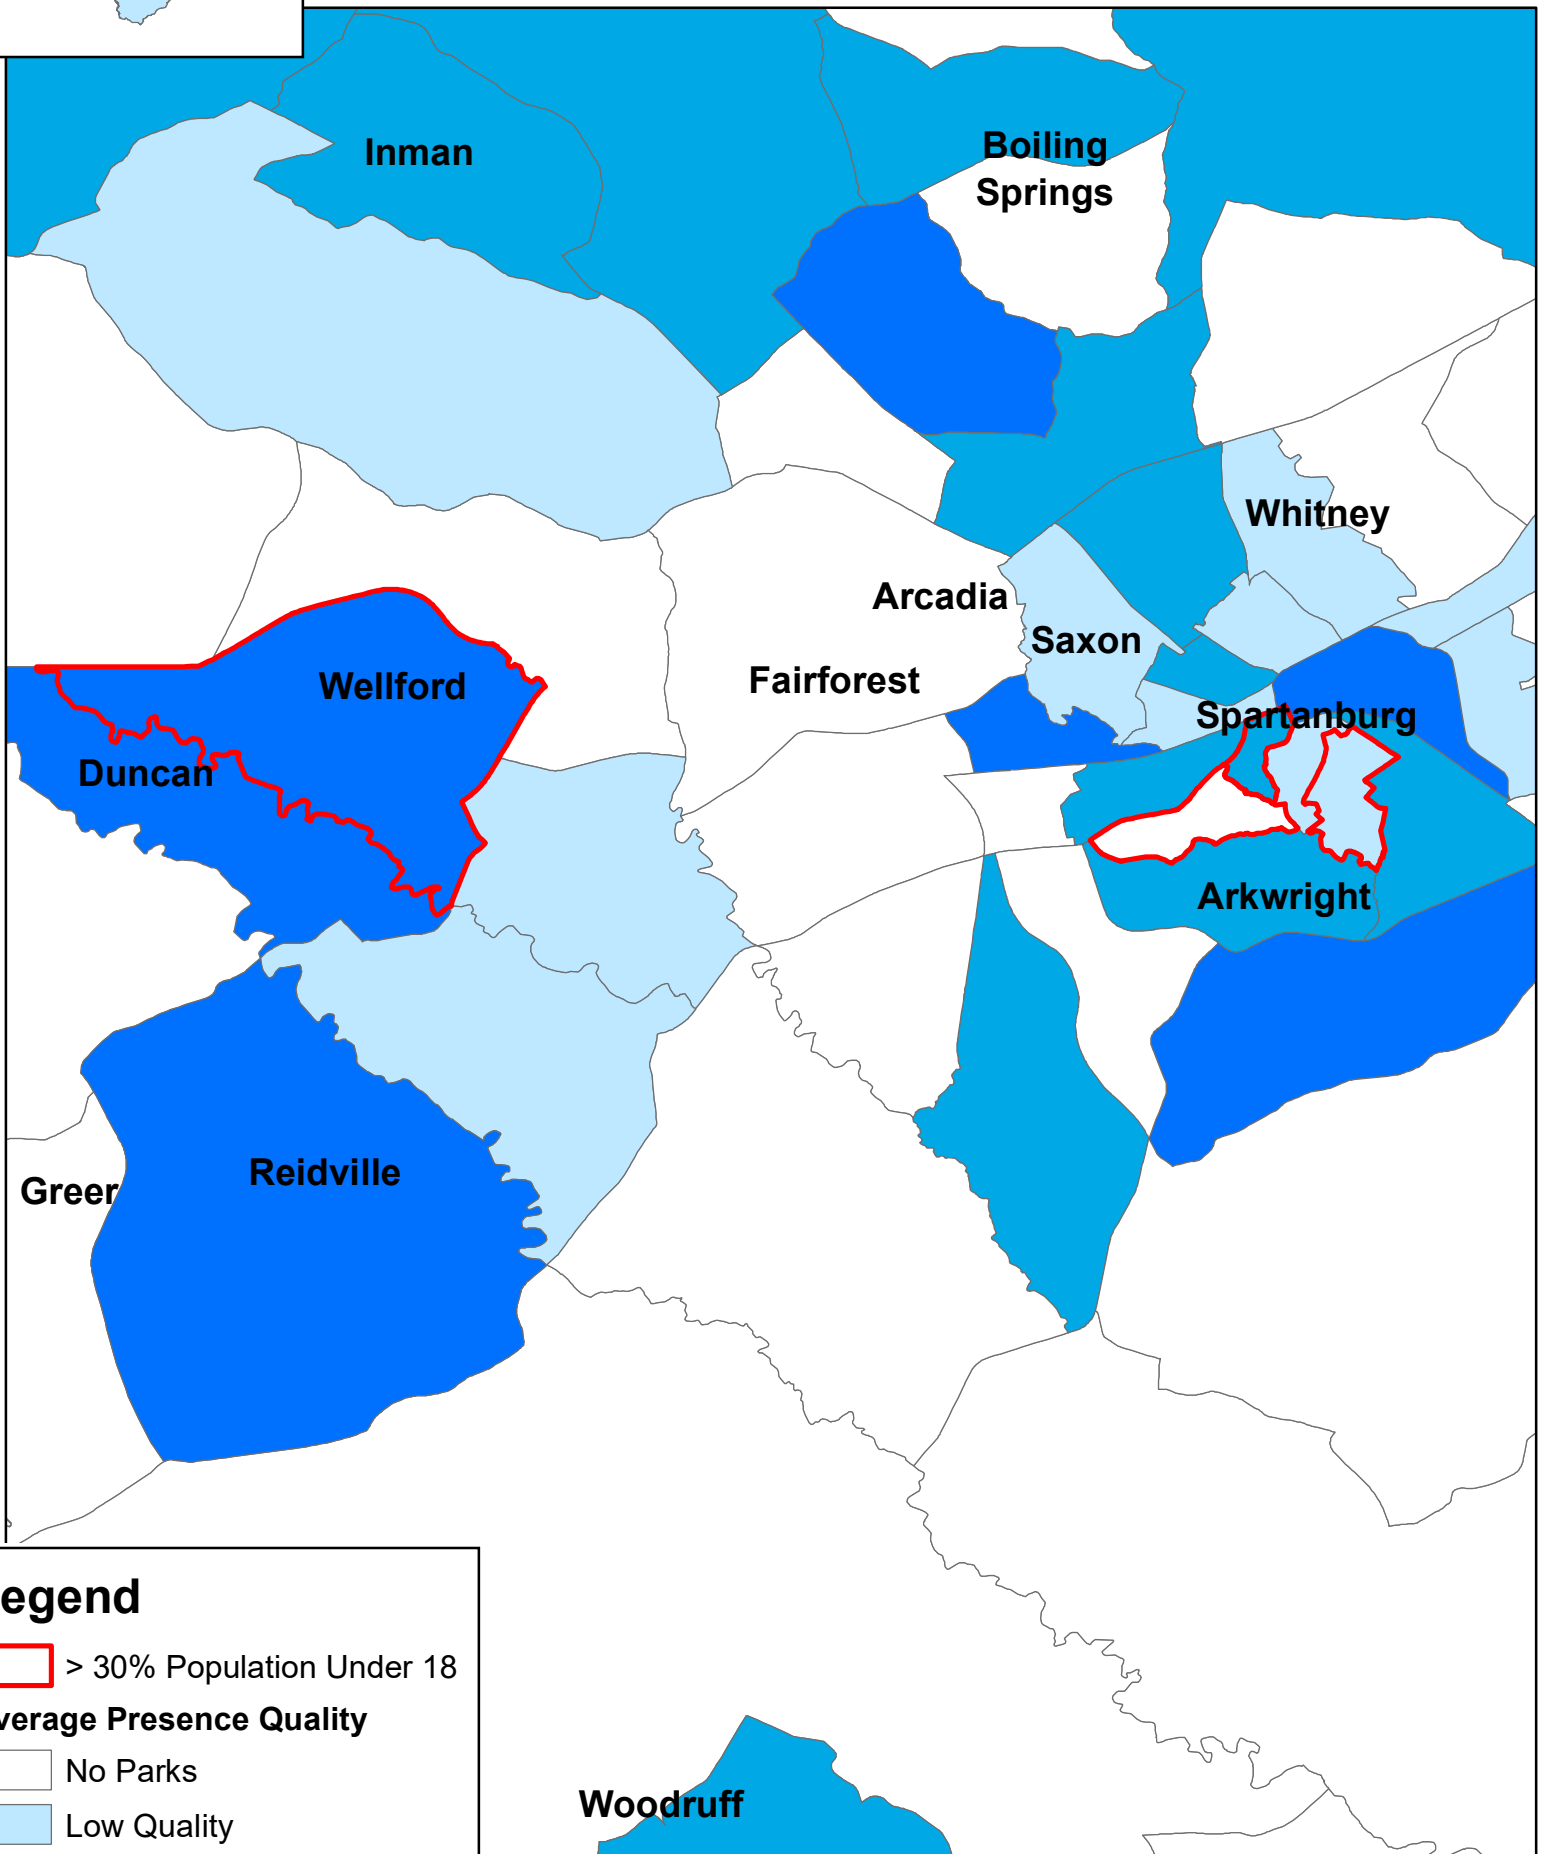 Inman
Boiling
Springs
Whitney
Arcadia
Saxon
Fairforest
Wellford
Spartanburg
Duncan
Arkwright
Reidville
Greer
egend
> 30% Population Under 18
verage Presence Quality
No Parks
Low Quality
Woodruff